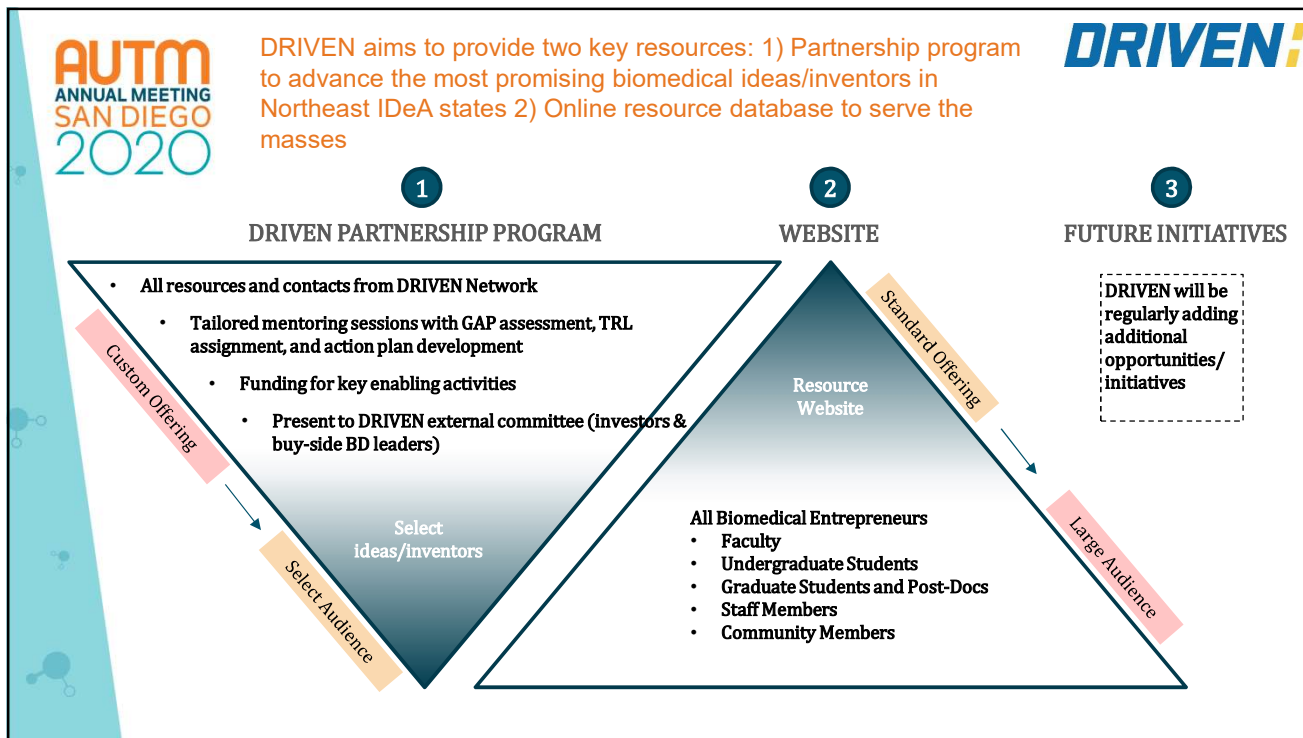 AUTM
ANNUAL MEETING
SAN DIEGO
2020
DRIVEN aims to provide two key resources: 1) Partnership program
to advance the most promising biomedical ideas/inventors in
Northeast IDeA states 2) Online resource database to serve the
masses
DRIVEN
1
DRIVEN PARTNERSHIP PROGRAM
• All resources and contacts from DRIVEN Network
• Tailored mentoring sessions with GAP assessment, TRL
assignment, and action plan development
• Funding for key enabling activities
• Present to DRIVEN external committee (investors &
buy-side BD leaders)
Custom Offering
Select
ideas/inventors
Select Audience
2
WEBSITE
Standard Offering
Resource
Website
All Biomedical Entrepreneurs
• Faculty
• Undergraduate Students
• Graduate Students and Post-Docs
• Staff Members
• Community Members
Large Audience
3
FUTURE INITIATIVES
DRIVEN will be
regularly adding
additional
opportunities/
initiatives